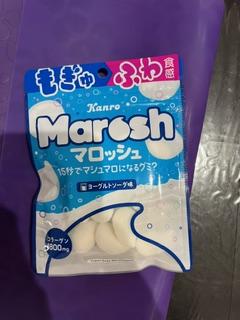 もぎゅ ふわ食感
Kanro
Marosh
マロッシュ
15秒でマシュマロになるグミ?
ヨーグルトソーダ味
コラーゲン